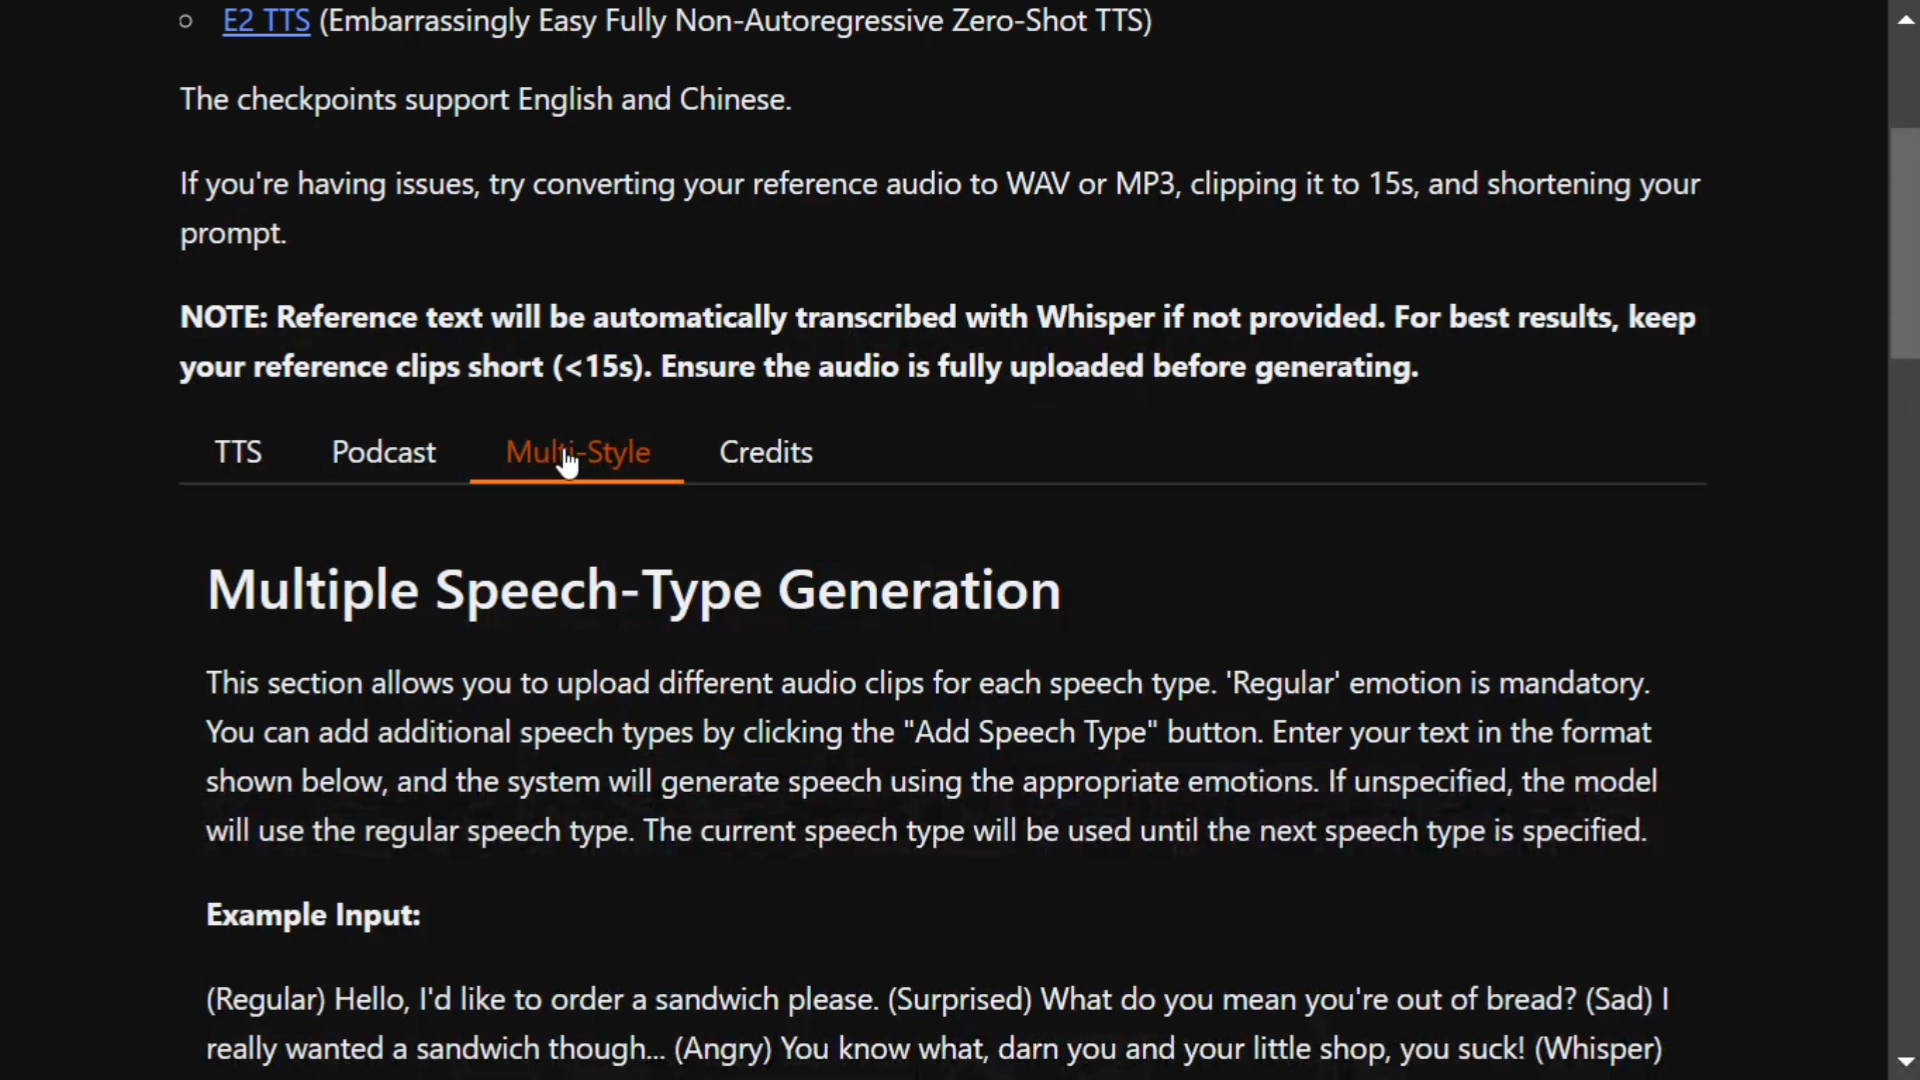 E2 TTS (Embarrassingly Easy Fully Non-Autoregressive Zero-Shot TTS)
The checkpoints support English and Chinese.
If you're having issues, try converting your reference audio to WAV or MP3, clipping it to 15s, and shortening your
prompt.
NOTE: Reference text will be automatically transcribed with Whisper if not provided. For best results, keep
your reference clips short (<15s). Ensure the audio is fully uploaded before generating.
TTS Podcast Multi-Style Credits
Multiple Speech-Type Generation
This section allows you to upload different audio clips for each speech type. 'Regular' emotion is mandatory.
You can add additional speech types by clicking the "Add Speech Type" button. Enter your text in the format
shown below, and the system will generate speech using the appropriate emotions. If unspecified, the model
will use the regular speech type. The current speech type will be used until the next speech type is specified.
Example Input:
(Regular) Hello, I'd like to order a sandwich please. (Surprised) What do you mean you're out of bread? (Sad) I
really wanted a sandwich though... (Angry) You know what, darn you and your little shop, you suck! (Whisper)